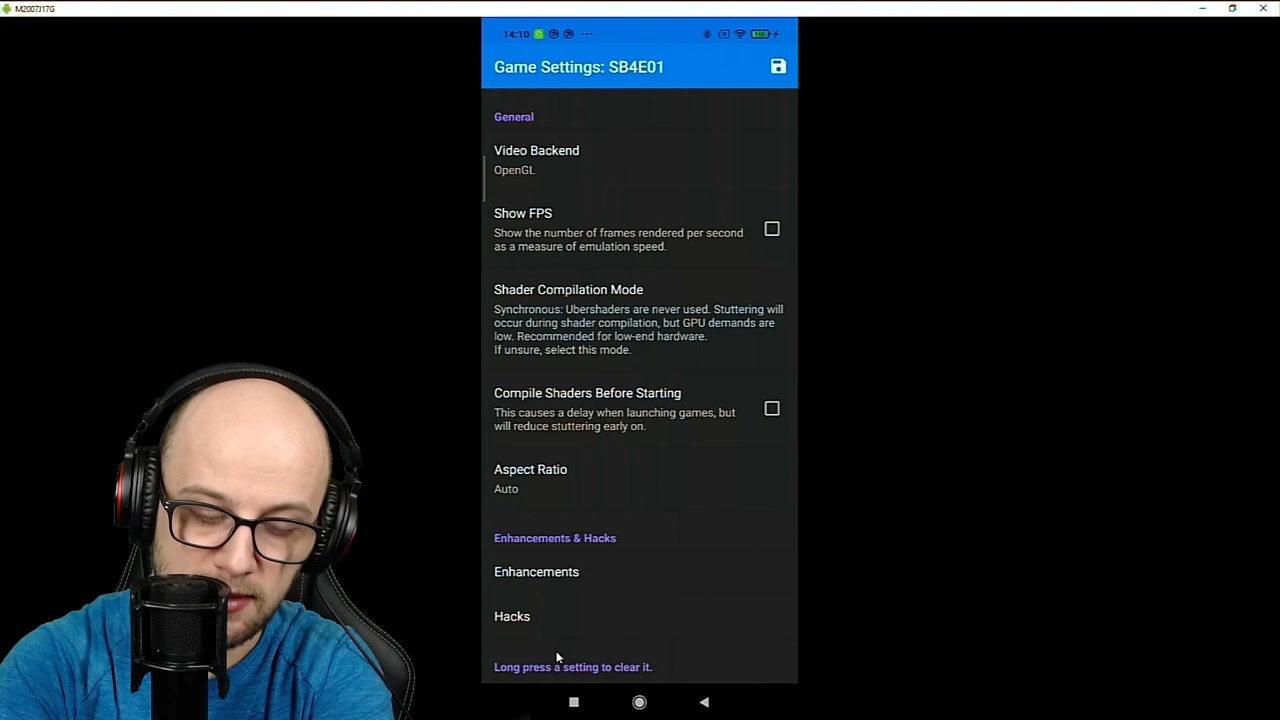 M2007J17G
14:10
Game Settings: SB4E01
General
Video Backend
OpenGL
Show FPS
Show the number of frames rendered per second
as a measure of emulation speed.
Shader Compilation Mode
Synchronous: Ubershaders are never used. Stuttering will
occur during shader compilation, but GPU demands are
low. Recommended for low-end hardware.
If unsure, select this mode.
Compile Shaders Before Starting
This causes a delay when launching games, but
will reduce stuttering early on.
Aspect Ratio
Auto
Enhancements & Hacks
Enhancements
Hacks
Long press a setting to clear it.